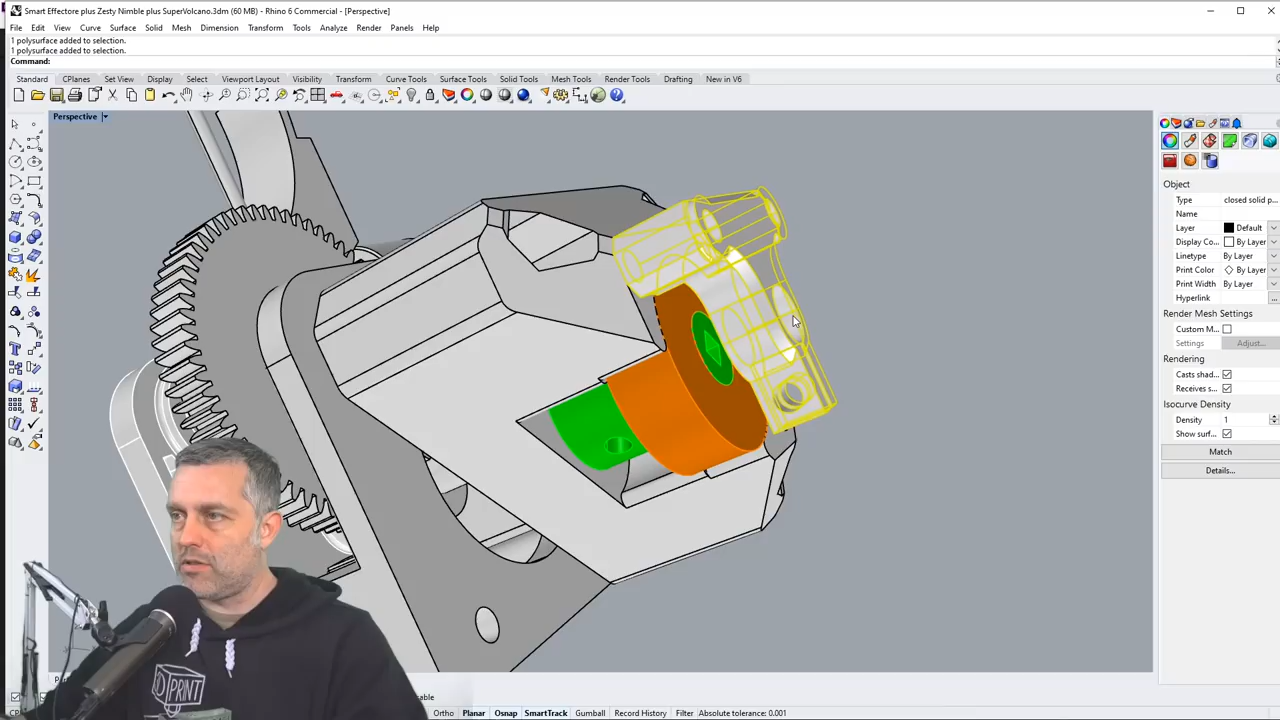 Smart Effectore plus Zesty Nimble plus SuperVolcano.3dm (60 MB) - Rhino 6 Commercial - [Perspective]
File Edit View Curve Surface Solid Mesh Dimension Transform Tools Analyze Render Panels Help
1 polysurface added to selection.
1 polysurface added to selection.
Command:
Standard CPlanes Set View Display Select Viewport Layout Visibility Transform Curve Tools Surface Tools Solid Tools Mesh Tools Render Tools Drafting New in V6
Perspective
Object
Type closed solid p...
Name
Layer Default
Display Co... By Layer
Linetype By Layer
Print Color By Layer
Print Width By Layer
Hyperlink ...
Render Mesh Settings
Custom M...
Settings Adjust...
Rendering
Casts shad...
Receives s...
Isocurve Density
Density 1
Show surf...
Match
Details...
3D PRINT
Ortho Planar Osnap SmartTrack Gumball Record History Filter Absolute tolerance: 0.001